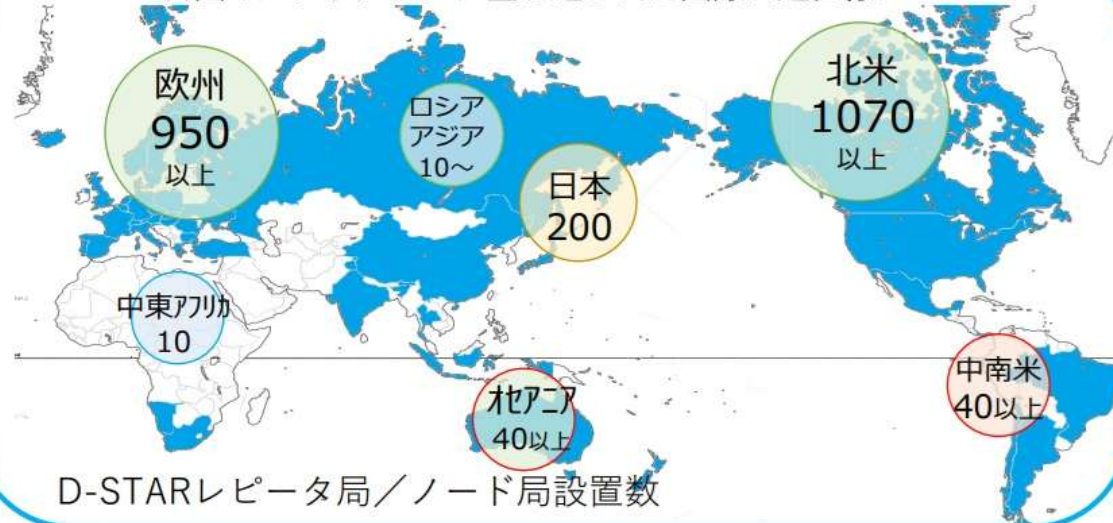 欧州
950
以上
ロシア
アジア
10～
日本
200
北米
1070
以上
中東ｱﾌﾘｶ
10
ｵｾｱﾆｱ
40以上
中南米
40以上
D-STARレピータ局／ノード局設置数